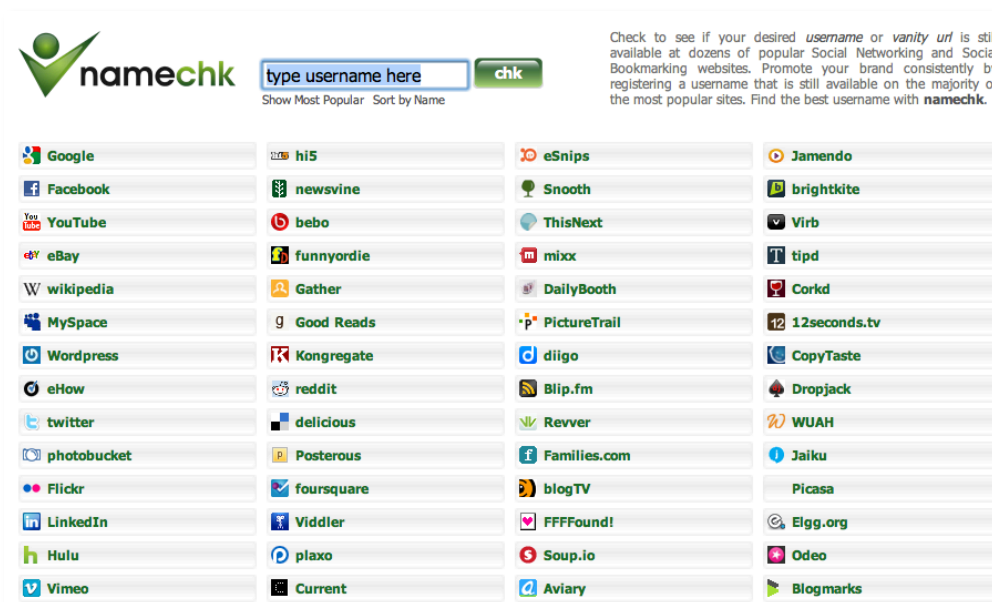 namechk
type username here
chk
Show Most Popular Sort by Name
Check to see if your desired username or vanity url is stil
available at dozens of popular Social Networking and Socia
Bookmarking websites. Promote your brand consistently by
registering a username that is still available on the majority o
the most popular sites. Find the best username with namechk.
Google hi5 eSnips Jamendo
Facebook newsvine Snooth brightkite
You Tube YouTube bebo ThisNext Virb
ebY eBay funnyordie mixx tipd
W wikipedia Gather DailyBooth Corkd
MySpace g Good Reads PictureTrail 12 12seconds.tv
Wordpress Kongregate diigo CopyTaste
eHow reddit Blip.fm Dropjack
twitter delicious Revver WUAH
photobucket Posterous Families.com Jaiku
Flickr foursquare blogTV Picasa
LinkedIn Viddler FFFFound! Elgg.org
Hulu plaxo Soup.io Odeo
Vimeo Current Aviary Blogmarks